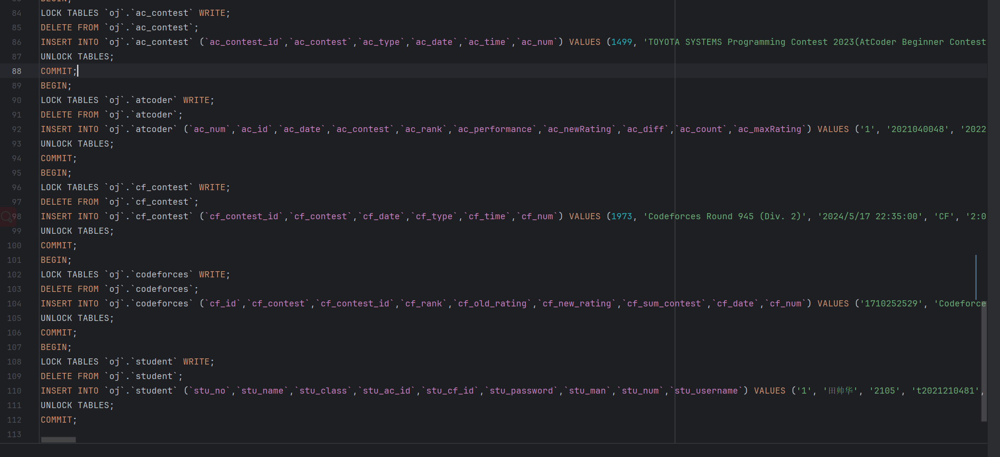 BEGIN;
84 LOCK TABLES `oj`.`ac_contest` WRITE;
85 DELETE FROM `oj`.`ac_contest`;
86 INSERT INTO `oj`.`ac_contest` (`ac_contest_id`,`ac_contest`,`ac_type`,`ac_date`,`ac_time`,`ac_num`) VALUES (1499, 'TOYOTA SYSTEMS Programming Contest 2023(AtCoder Beginner Contest
87 UNLOCK TABLES;
88 COMMIT;
89 BEGIN;
90 LOCK TABLES `oj`.`atcoder` WRITE;
91 DELETE FROM `oj`.`atcoder`;
92 INSERT INTO `oj`.`atcoder` (`ac_num`,`ac_id`,`ac_date`,`ac_contest`,`ac_rank`,`ac_performance`,`ac_newRating`,`ac_diff`,`ac_count`,`ac_maxRating`) VALUES ('1', '2021040048', '2022
93 UNLOCK TABLES;
94 COMMIT;
95 BEGIN;
96 LOCK TABLES `oj`.`cf_contest` WRITE;
97 DELETE FROM `oj`.`cf_contest`;
98 INSERT INTO `oj`.`cf_contest` (`cf_contest_id`,`cf_contest`,`cf_date`,`cf_type`,`cf_time`,`cf_num`) VALUES (1973, 'Codeforces Round 945 (Div. 2)', '2024/5/17 22:35:00', 'CF', '2:0
99 UNLOCK TABLES;
100 COMMIT;
101 BEGIN;
102 LOCK TABLES `oj`.`codeforces` WRITE;
103 DELETE FROM `oj`.`codeforces`;
104 INSERT INTO `oj`.`codeforces` (`cf_id`,`cf_contest`,`cf_contest_id`,`cf_rank`,`cf_old_rating`,`cf_new_rating`,`cf_sum_contest`,`cf_date`,`cf_num`) VALUES ('1710252529', 'Codeforce
105 UNLOCK TABLES;
106 COMMIT;
107 BEGIN;
108 LOCK TABLES `oj`.`student` WRITE;
109 DELETE FROM `oj`.`student`;
110 INSERT INTO `oj`.`student` (`stu_no`,`stu_name`,`stu_class`,`stu_ac_id`,`stu_cf_id`,`stu_password`,`stu_man`,`stu_num`,`stu_username`) VALUES ('1', '田帅华', '2105', 't2021210481',
111 UNLOCK TABLES;
112 COMMIT;
113